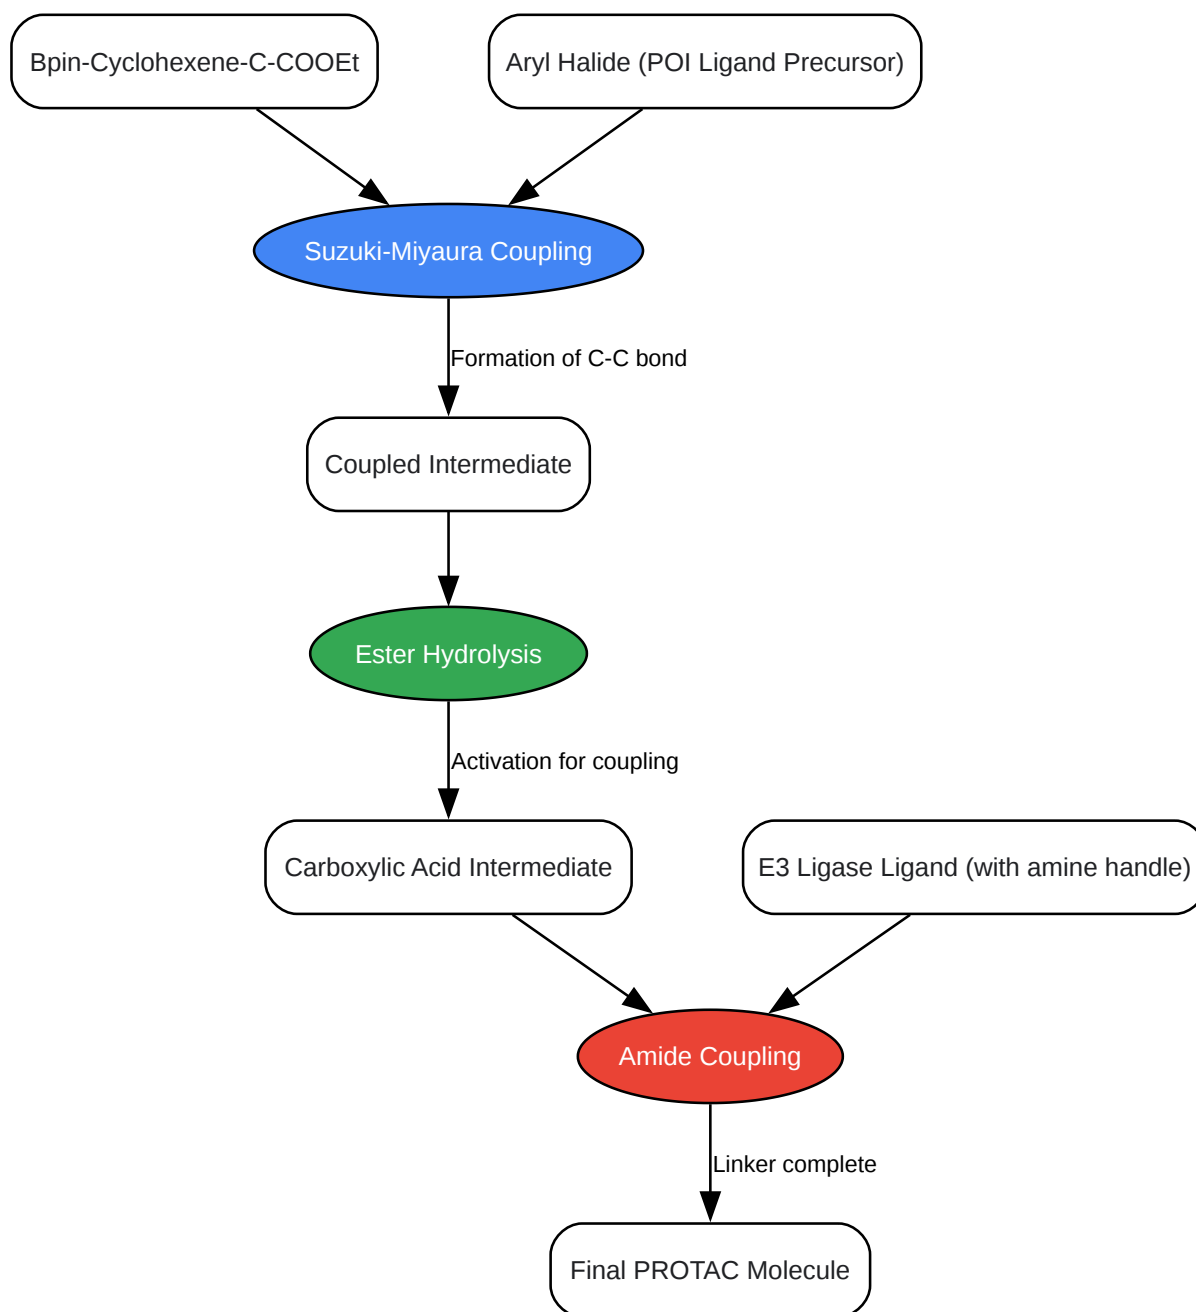 Bpin-Cyclohexene-C-COOEt
Aryl Halide (POI Ligand Precursor)
Suzuki-Miyaura Coupling
Formation of C-C bond
Coupled Intermediate
Ester Hydrolysis
Activation for coupling
Carboxylic Acid Intermediate
E3 Ligase Ligand (with amine handle)
Amide Coupling
Linker complete
Final PROTAC Molecule